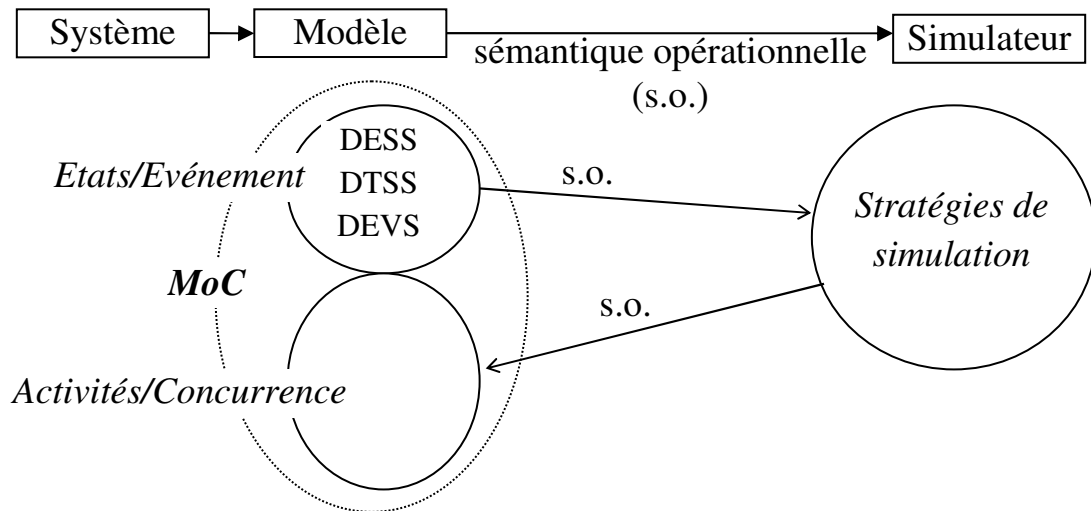 Système
Modèle
Simulateur
sémantique opérationnelle
(s.o.)
DESS
Etats/Evénement
DTSS
DEVS
s.o.
Stratégies de
simulation
MoC
s.o.
Activités/Concurrence